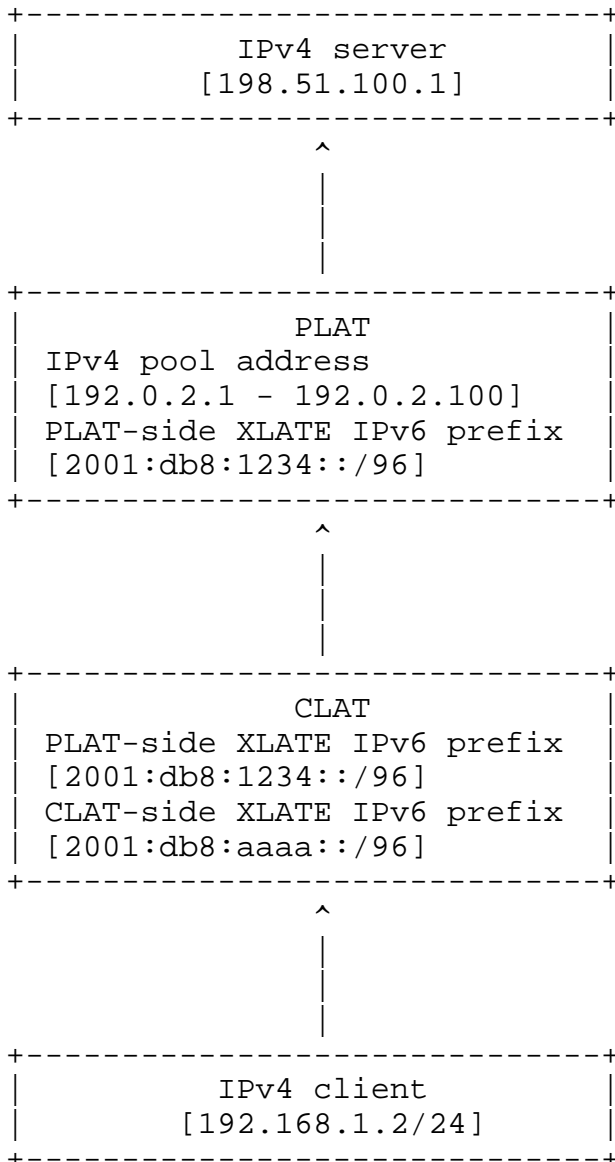 IPv4 server
[198.51.100.1]
PLAT
IPv4 pool address
[192.0.2.1 - 192.0.2.100]
PLAT-side XLATE IPv6 prefix
[2001:db8:1234::/96]
CLAT
PLAT-side XLATE IPv6 prefix
[2001:db8:1234::/96]
CLAT-side XLATE IPv6 prefix
[2001:db8:aaaa::/96]
IPv4 client
[192.168.1.2/24]